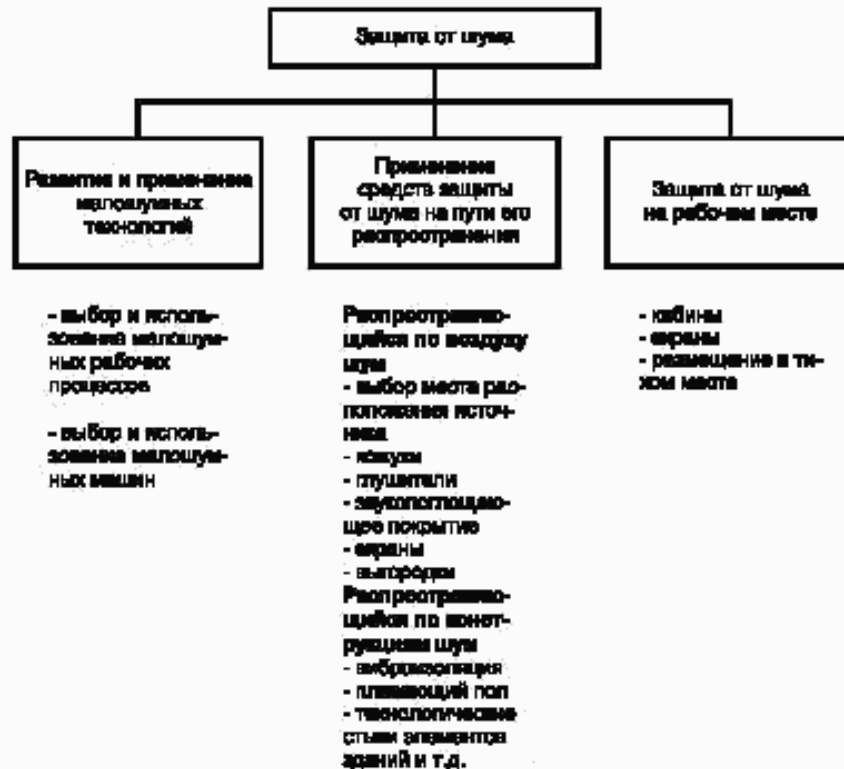 Защита от шума
Развитие и применение
малошумных
технологий
Применение
средств защиты
от шума на пути его
распространения
Защита от шума
на рабочем месте
- выбор и исполь-
зование малошум-
ных рабочих
процессов
- выбор и исполь-
зование малошум-
ных машин
Распространяю-
щийся по воздуху
шум
- выбор места рас-
положения источ-
ника
- кожухи
- глушители
- звукопоглощаю-
щее покрытие
- экраны
- выгородки
Распространяю-
щийся по конст-
рукциям шум
- виброизоляция
- плавающий пол
- технологические
стыки элементов
зданий и т.д.
- кабины
- экраны
- размещение в ти-
хом месте